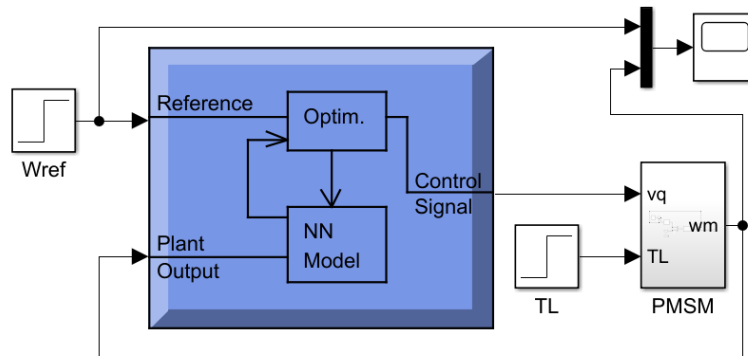 Reference
Optim.
Wref
Control
Signal
vq
NN
Model
wm
Plant
Output
TL
TL
PMSM